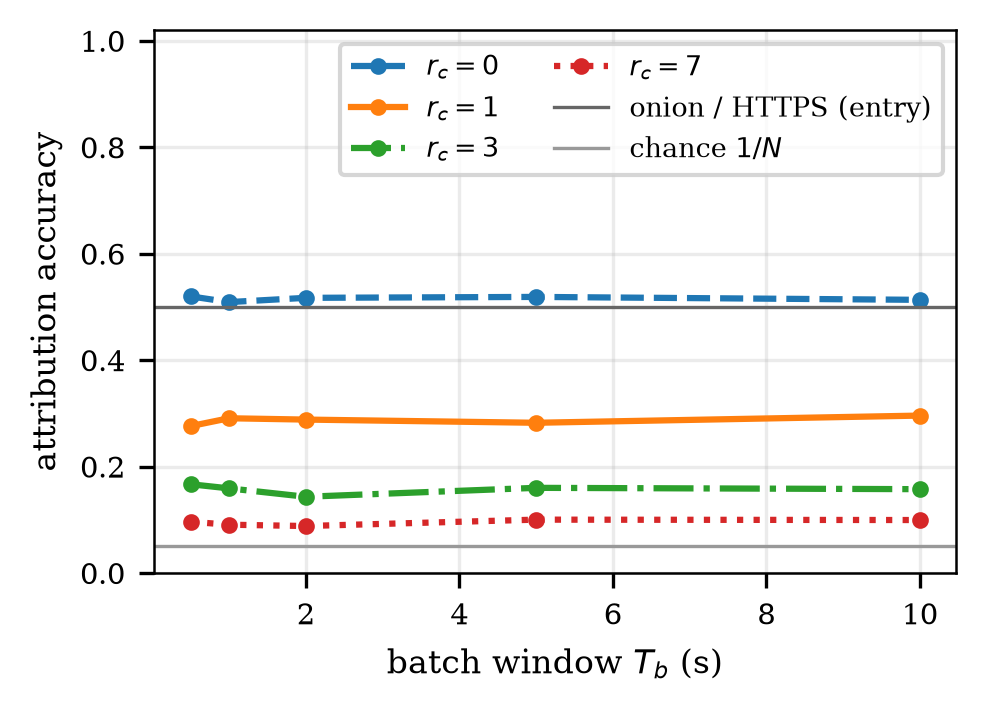 1.0
0.8
0.6
0.4
0.2
0.0
attribution accuracy
r_c = 0
r_c = 1
r_c = 3
r_c = 7
onion / HTTPS (entry)
chance 1/N
2 4 6 8 10
batch window T_b (s)